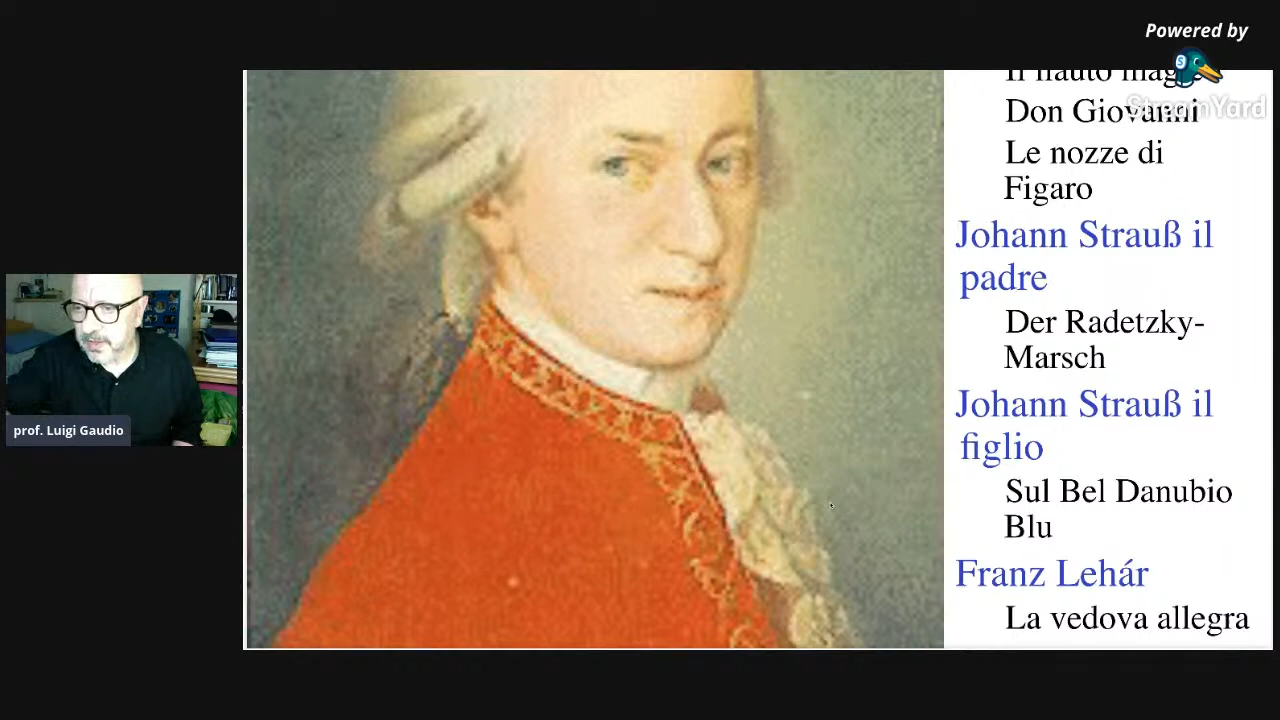 Powered by
StreamYard
Don Giovanni
Le nozze di
Figaro
Johann Strauß il
padre
Der Radetzky-
Marsch
Johann Strauß il
figlio
Sul Bel Danubio
Blu
Franz Lehár
La vedova allegra
prof. Luigi Gaudio